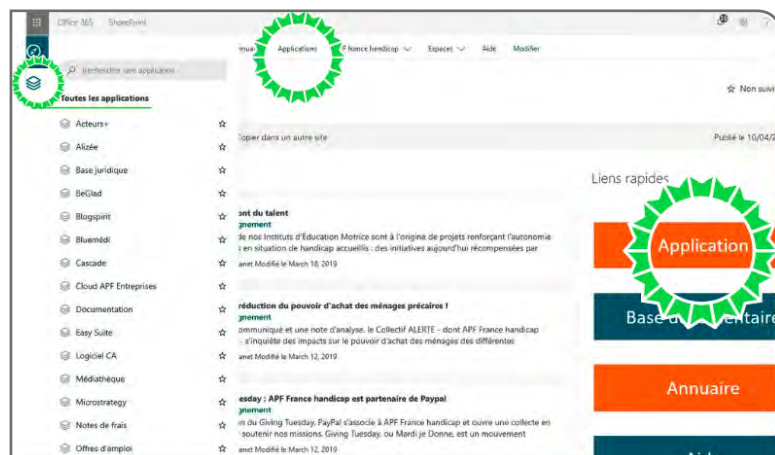 Office 365 SharePoint
Applications
F france handicap
Espaces
Aide
Modifier
Rechercher une application
Non suivi
Toutes les applications
Acteurs+
Copier dans un autre site
Publié le 10/04/2
Alizée
Base juridique
Liens rapides
BeGlad
Blogspirit
ont du talent
gnement
de nos Instituts d'Éducation Motrice sont à l'origine de projets renforçant l'autonomie
s en situation de handicap accueillis : des initiatives aujourd'hui récompensées par
anet Modifié le March 18, 2019
Application
Bluemédi
Cascade
Cloud APF Entreprises
Documentation
réduction du pouvoir d'achat des ménages précaires !
gnement
ommuniqué et une note d'analyse, le Collectif ALERTE - dont APF France handicap
- s'inquiète des impacts sur le pouvoir d'achat des ménages des différentes
anet Modifié le March 12, 2019
Easy Suite
Logiciel CA
Médiathèque
Microstrategy
Annuaire
esday : APF France handicap est partenaire de Paypal
gnement
on du Giving Tuesday, PayPal s'associe à APF France handicap et ouvre une collecte en
soutenir nos missions. Giving Tuesday, ou Mardi je Donne, est un mouvement
anet Modifié le March 12, 2019
Notes de frais
Offres d'emploi